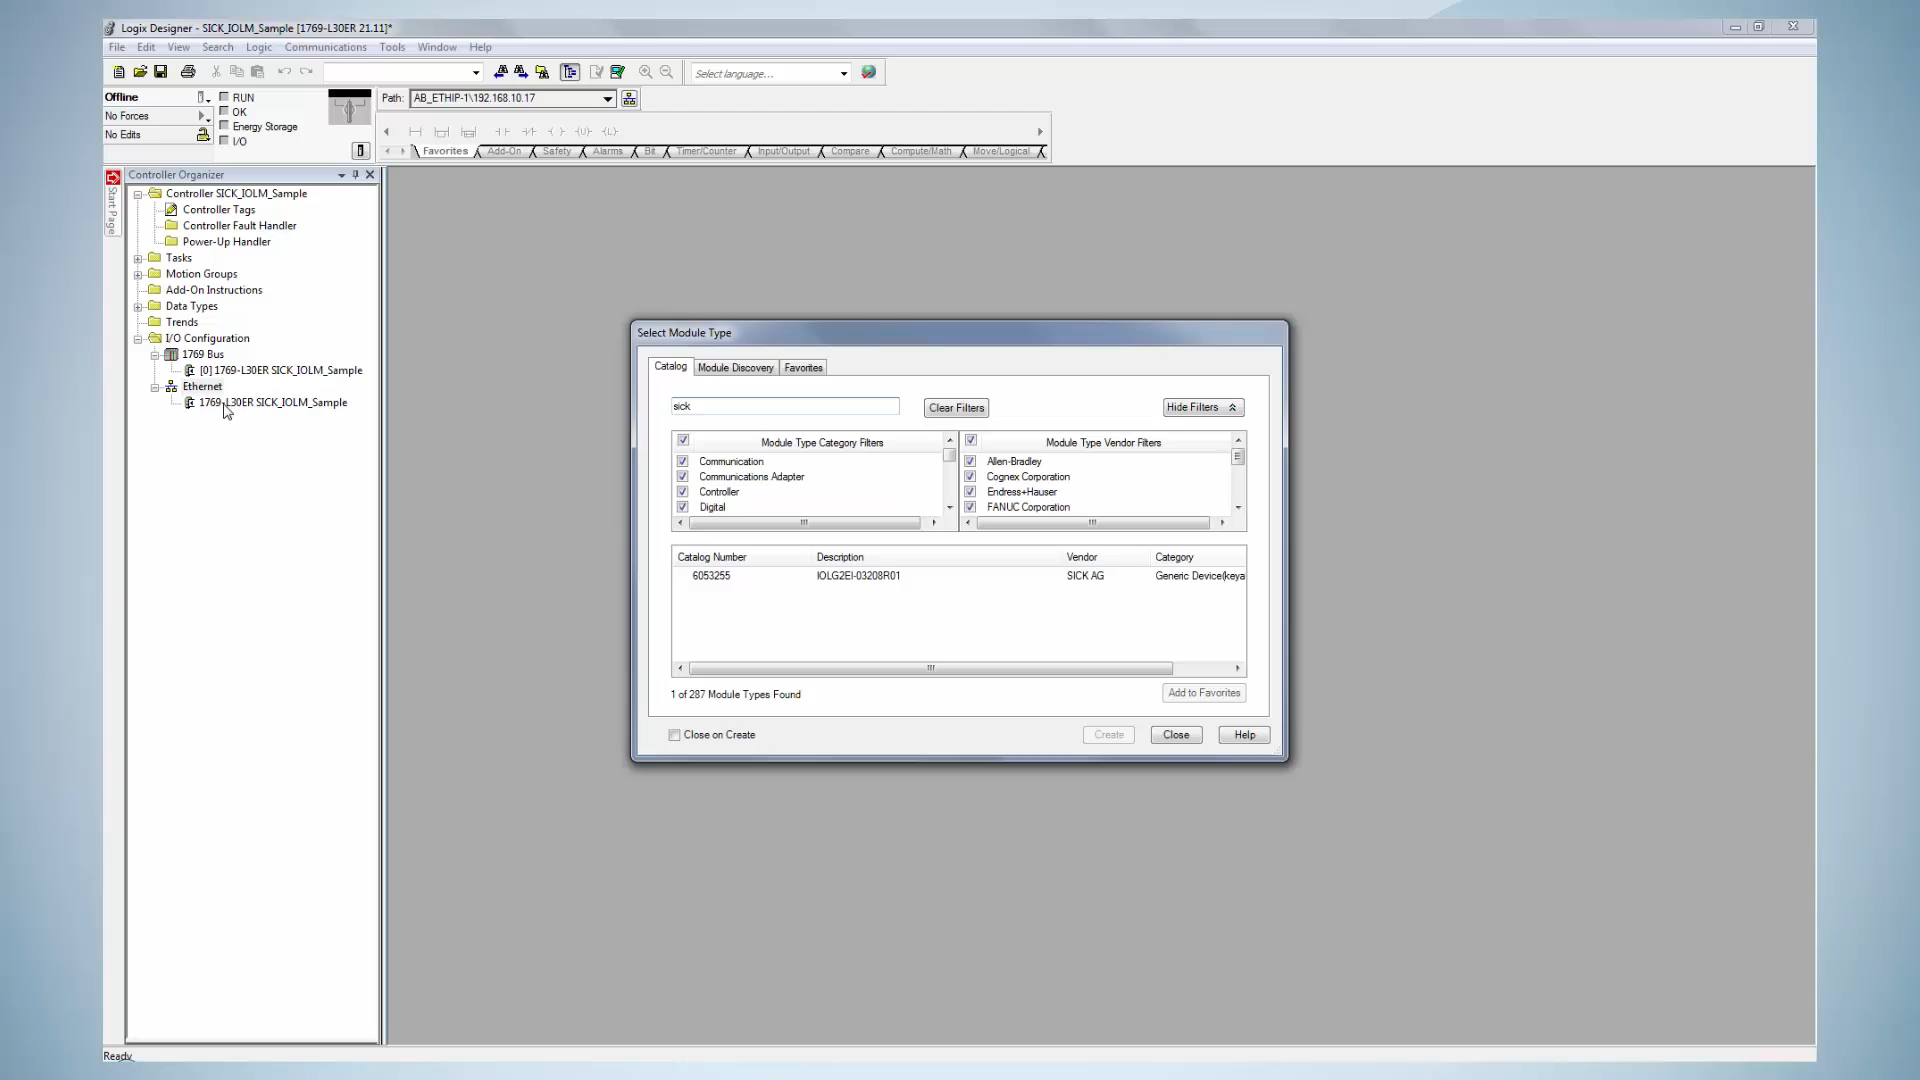 Logix Designer - SICK_IOLM_Sample [1769-L30ER 21.11]*
File Edit View Search Logic Communications Tools Window Help
Select language...
Offline
RUN
No Forces
OK
Energy Storage
No Edits
I/O
Path: AB_ETHIP-1\192.168.10.17
Favorites Add-On Safety Alarms Bit Timer/Counter Input/Output Compare Compute/Math Move/Logical
Start Page
Controller Organizer
Controller SICK_IOLM_Sample
Controller Tags
Controller Fault Handler
Power-Up Handler
Tasks
Motion Groups
Add-On Instructions
Data Types
Trends
I/O Configuration
1769 Bus
[0] 1769-L30ER SICK_IOLM_Sample
Ethernet
1769-L30ER SICK_IOLM_Sample
Select Module Type
Catalog Module Discovery Favorites
sick
Clear Filters
Hide Filters
Module Type Category Filters
Communication
Communications Adapter
Controller
Digital
Module Type Vendor Filters
Allen-Bradley
Cognex Corporation
Endress+Hauser
FANUC Corporation
Catalog Number Description Vendor Category
6053255 IOLG2EI-03208R01 SICK AG Generic Device(keya
1 of 287 Module Types Found
Add to Favorites
Close on Create
Create Close Help
Ready